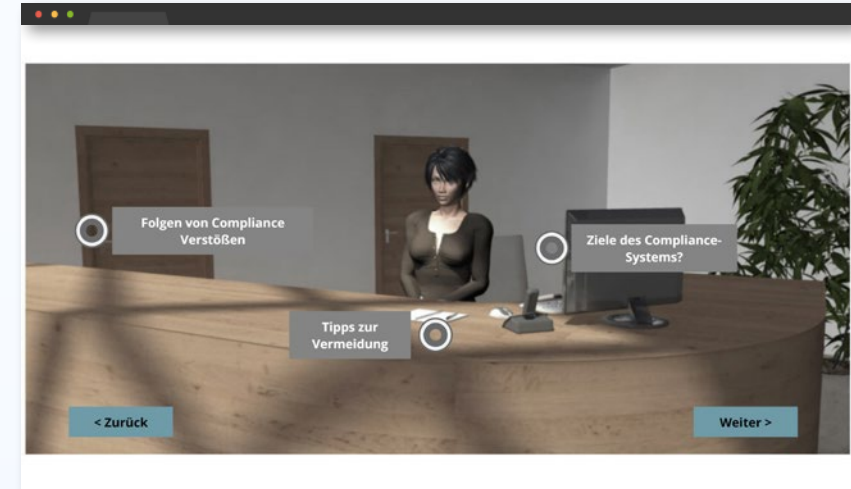 Folgen von Compliance
Verstößen
Ziele des Compliance-
Systems?
Tipps zur
Vermeidung
< Zurück
Weiter >